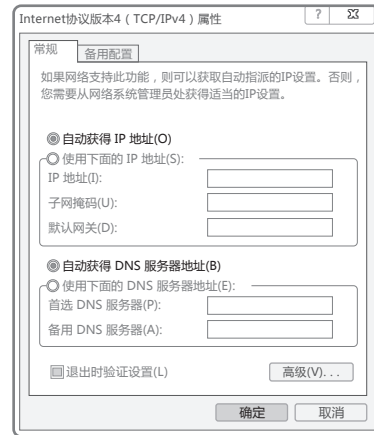 Internet协议版本4（TCP/IPv4）属性
?
常规
备用配置
如果网络支持此功能，则可以获取自动指派的IP设置。否则，
您需要从网络系统管理员处获得适当的IP设置。
自动获得 IP 地址(O)
使用下面的 IP 地址(S):
IP 地址(I):
子网掩码(U):
默认网关(D):
自动获得 DNS 服务器地址(B)
使用下面的 DNS 服务器地址(E):
首选 DNS 服务器(P):
备用 DNS 服务器(A):
退出时验证设置(L)
高级(V)...
确定
取消